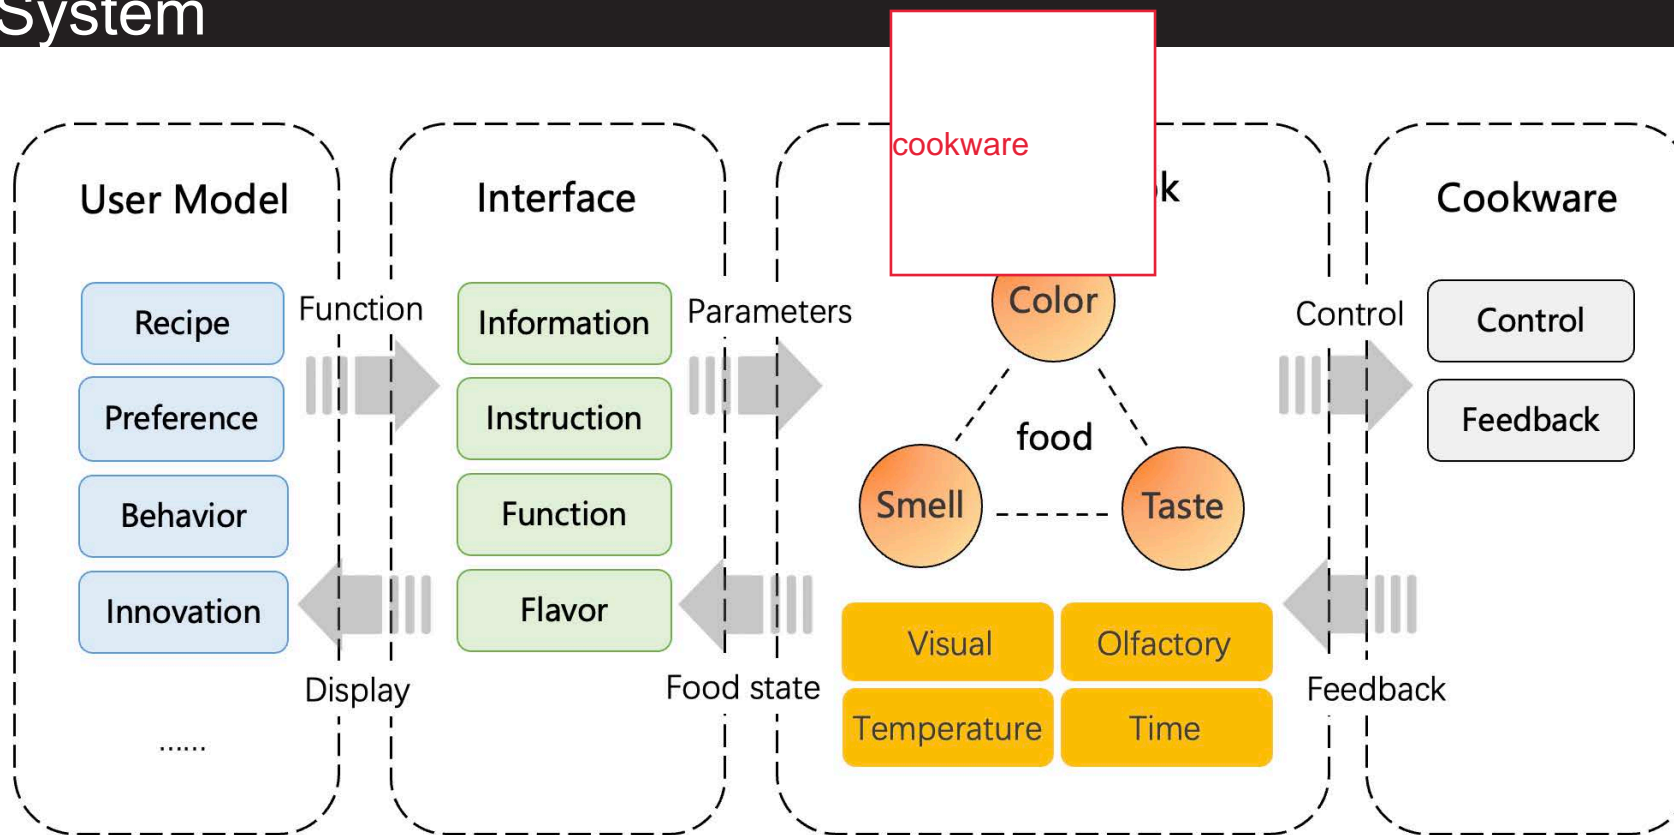 System
cookware
User Model
Recipe
Preference
Behavior
Innovation
......
Function
Display
Interface
Information
Instruction
Function
Flavor
Parameters
Food state
Color
food
Smell
Taste
Visual
Olfactory
Temperature
Time
Control
Feedback
Cookware
Control
Feedback